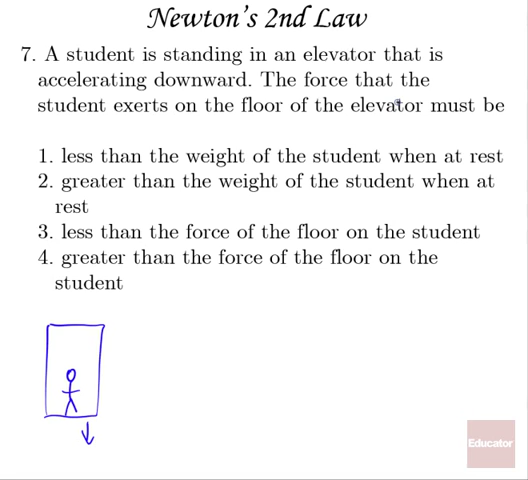 Newton's 2nd Law
7. A student is standing in an elevator that is
accelerating downward. The force that the
student exerts on the floor of the elevator must be
1. less than the weight of the student when at rest
2. greater than the weight of the student when at
rest
3. less than the force of the floor on the student
4. greater than the force of the floor on the
student
Educator